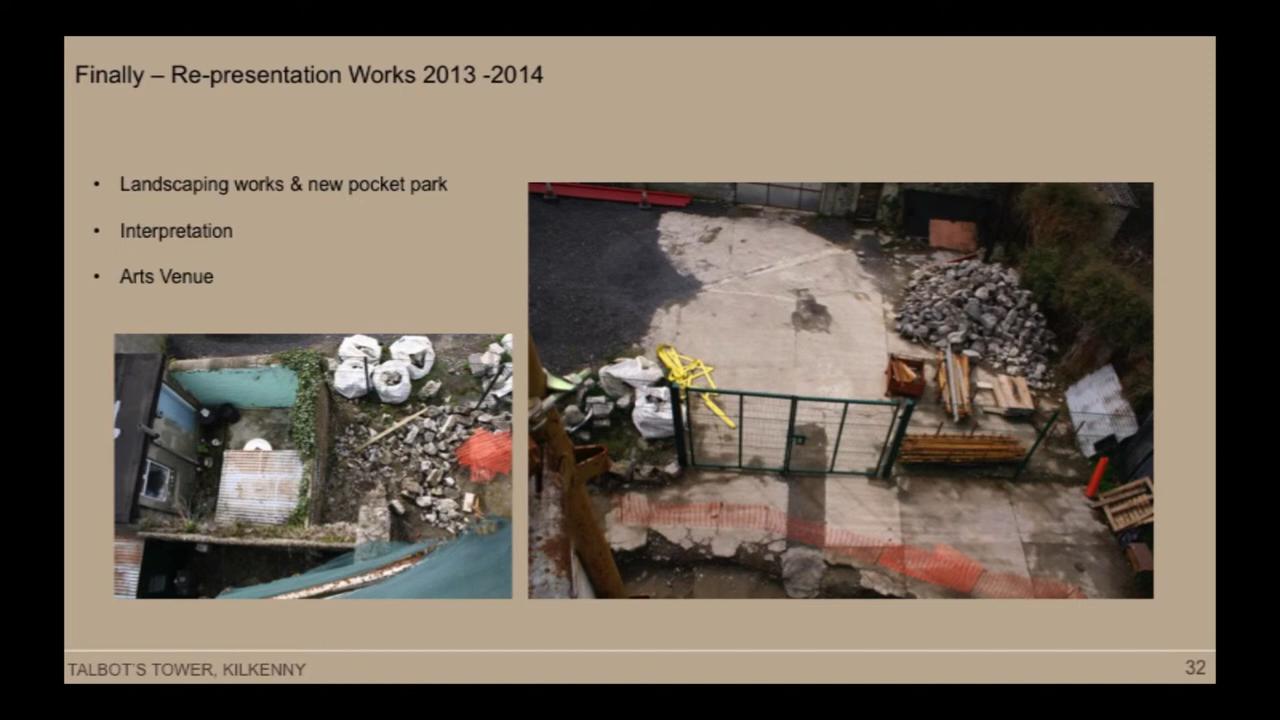 Finally – Re-presentation Works 2013 -2014
• Landscaping works & new pocket park
• Interpretation
• Arts Venue
TALBOT'S TOWER, KILKENNY
32